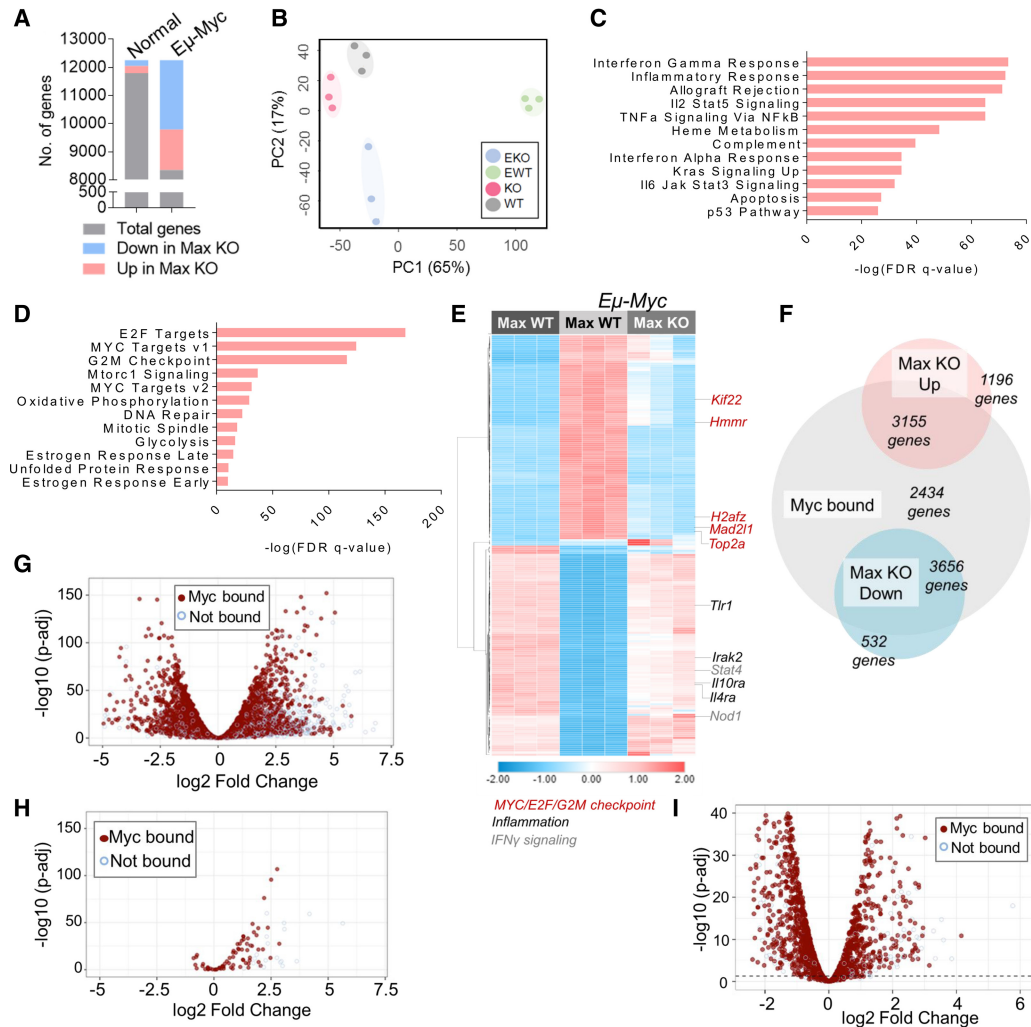 A
Normal
Eµ-Myc
13000
12000
11000
10000
9000
8000
500
0
No. of genes
Total genes
Down in Max KO
Up in Max KO
B
40
20
0
-20
-40
-60
PC2 (17%)
-50
0
50
100
PC1 (65%)
EKO
EWT
KO
WT
C
Interferon Gamma Response
Inflammatory Response
Allograft Rejection
Il2 Stat5 Signaling
TNFa Signaling Via NFkB
Heme Metabolism
Complement
Interferon Alpha Response
Kras Signaling Up
Il6 Jak Stat3 Signaling
Apoptosis
p53 Pathway
0
20
40
60
80
-log(FDR q-value)
D
E2F Targets
MYC Targets v1
G2M Checkpoint
Mtorc1 Signaling
MYC Targets v2
Oxidative Phosphorylation
DNA Repair
Mitotic Spindle
Glycolysis
Estrogen Response Late
Unfolded Protein Response
Estrogen Response Early
0
50
100
150
200
-log(FDR q-value)
E
Eµ-Myc
Max WT
Max WT
Max KO
Kif22
Hmmr
H2afz
Mad2l1
Top2a
Tlr1
Irak2
Stat4
Il10ra
Il4ra
Nod1
-2.00
-1.00
0.00
1.00
2.00
MYC/E2F/G2M checkpoint
Inflammation
IFNγ signaling
F
Max KO
Up
1196
genes
3155
genes
Myc bound
2434
genes
Max KO
Down
3656
genes
532
genes
G
150
100
50
0
-log10 (p-adj)
Myc bound
Not bound
-5
-2.5
0
2.5
5
7.5
log2 Fold Change
H
150
100
50
0
-log10 (p-adj)
Myc bound
Not bound
-5
-2.5
0
2.5
5
7.5
log2 Fold Change
I
40
30
20
10
0
-log10 (p-adj)
Myc bound
Not bound
-2
0
2
4
6
log2 Fold Change